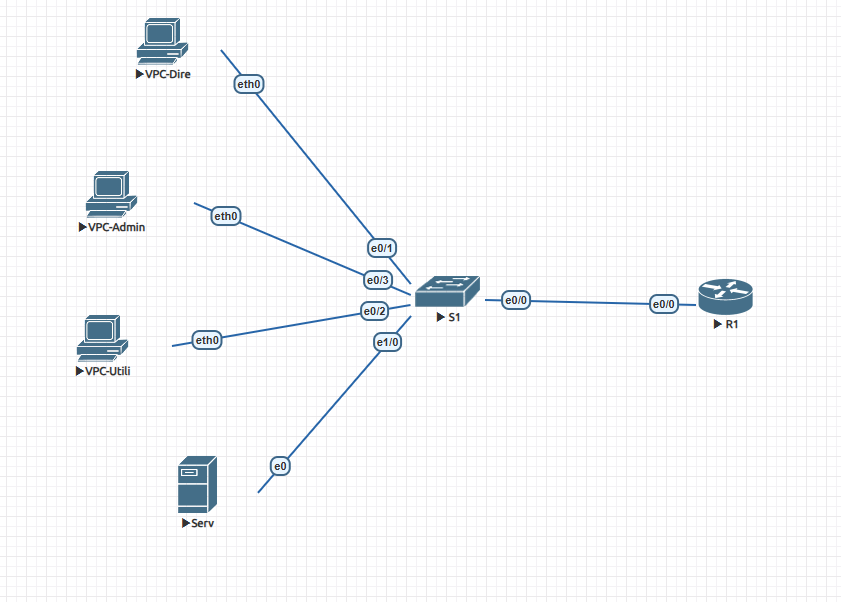 VPC-Dire
eth0
VPC-Admin
eth0
e0/1
e0/3
e0/2
e1/0
S1
e0/0
e0/0
R1
eth0
VPC-Utili
e0
Serv